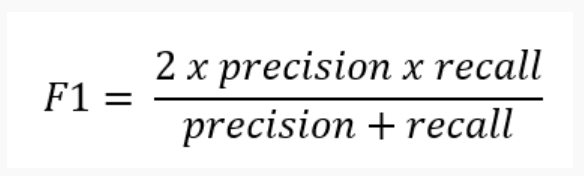 F1 = 2 x precision x recall
precision + recall